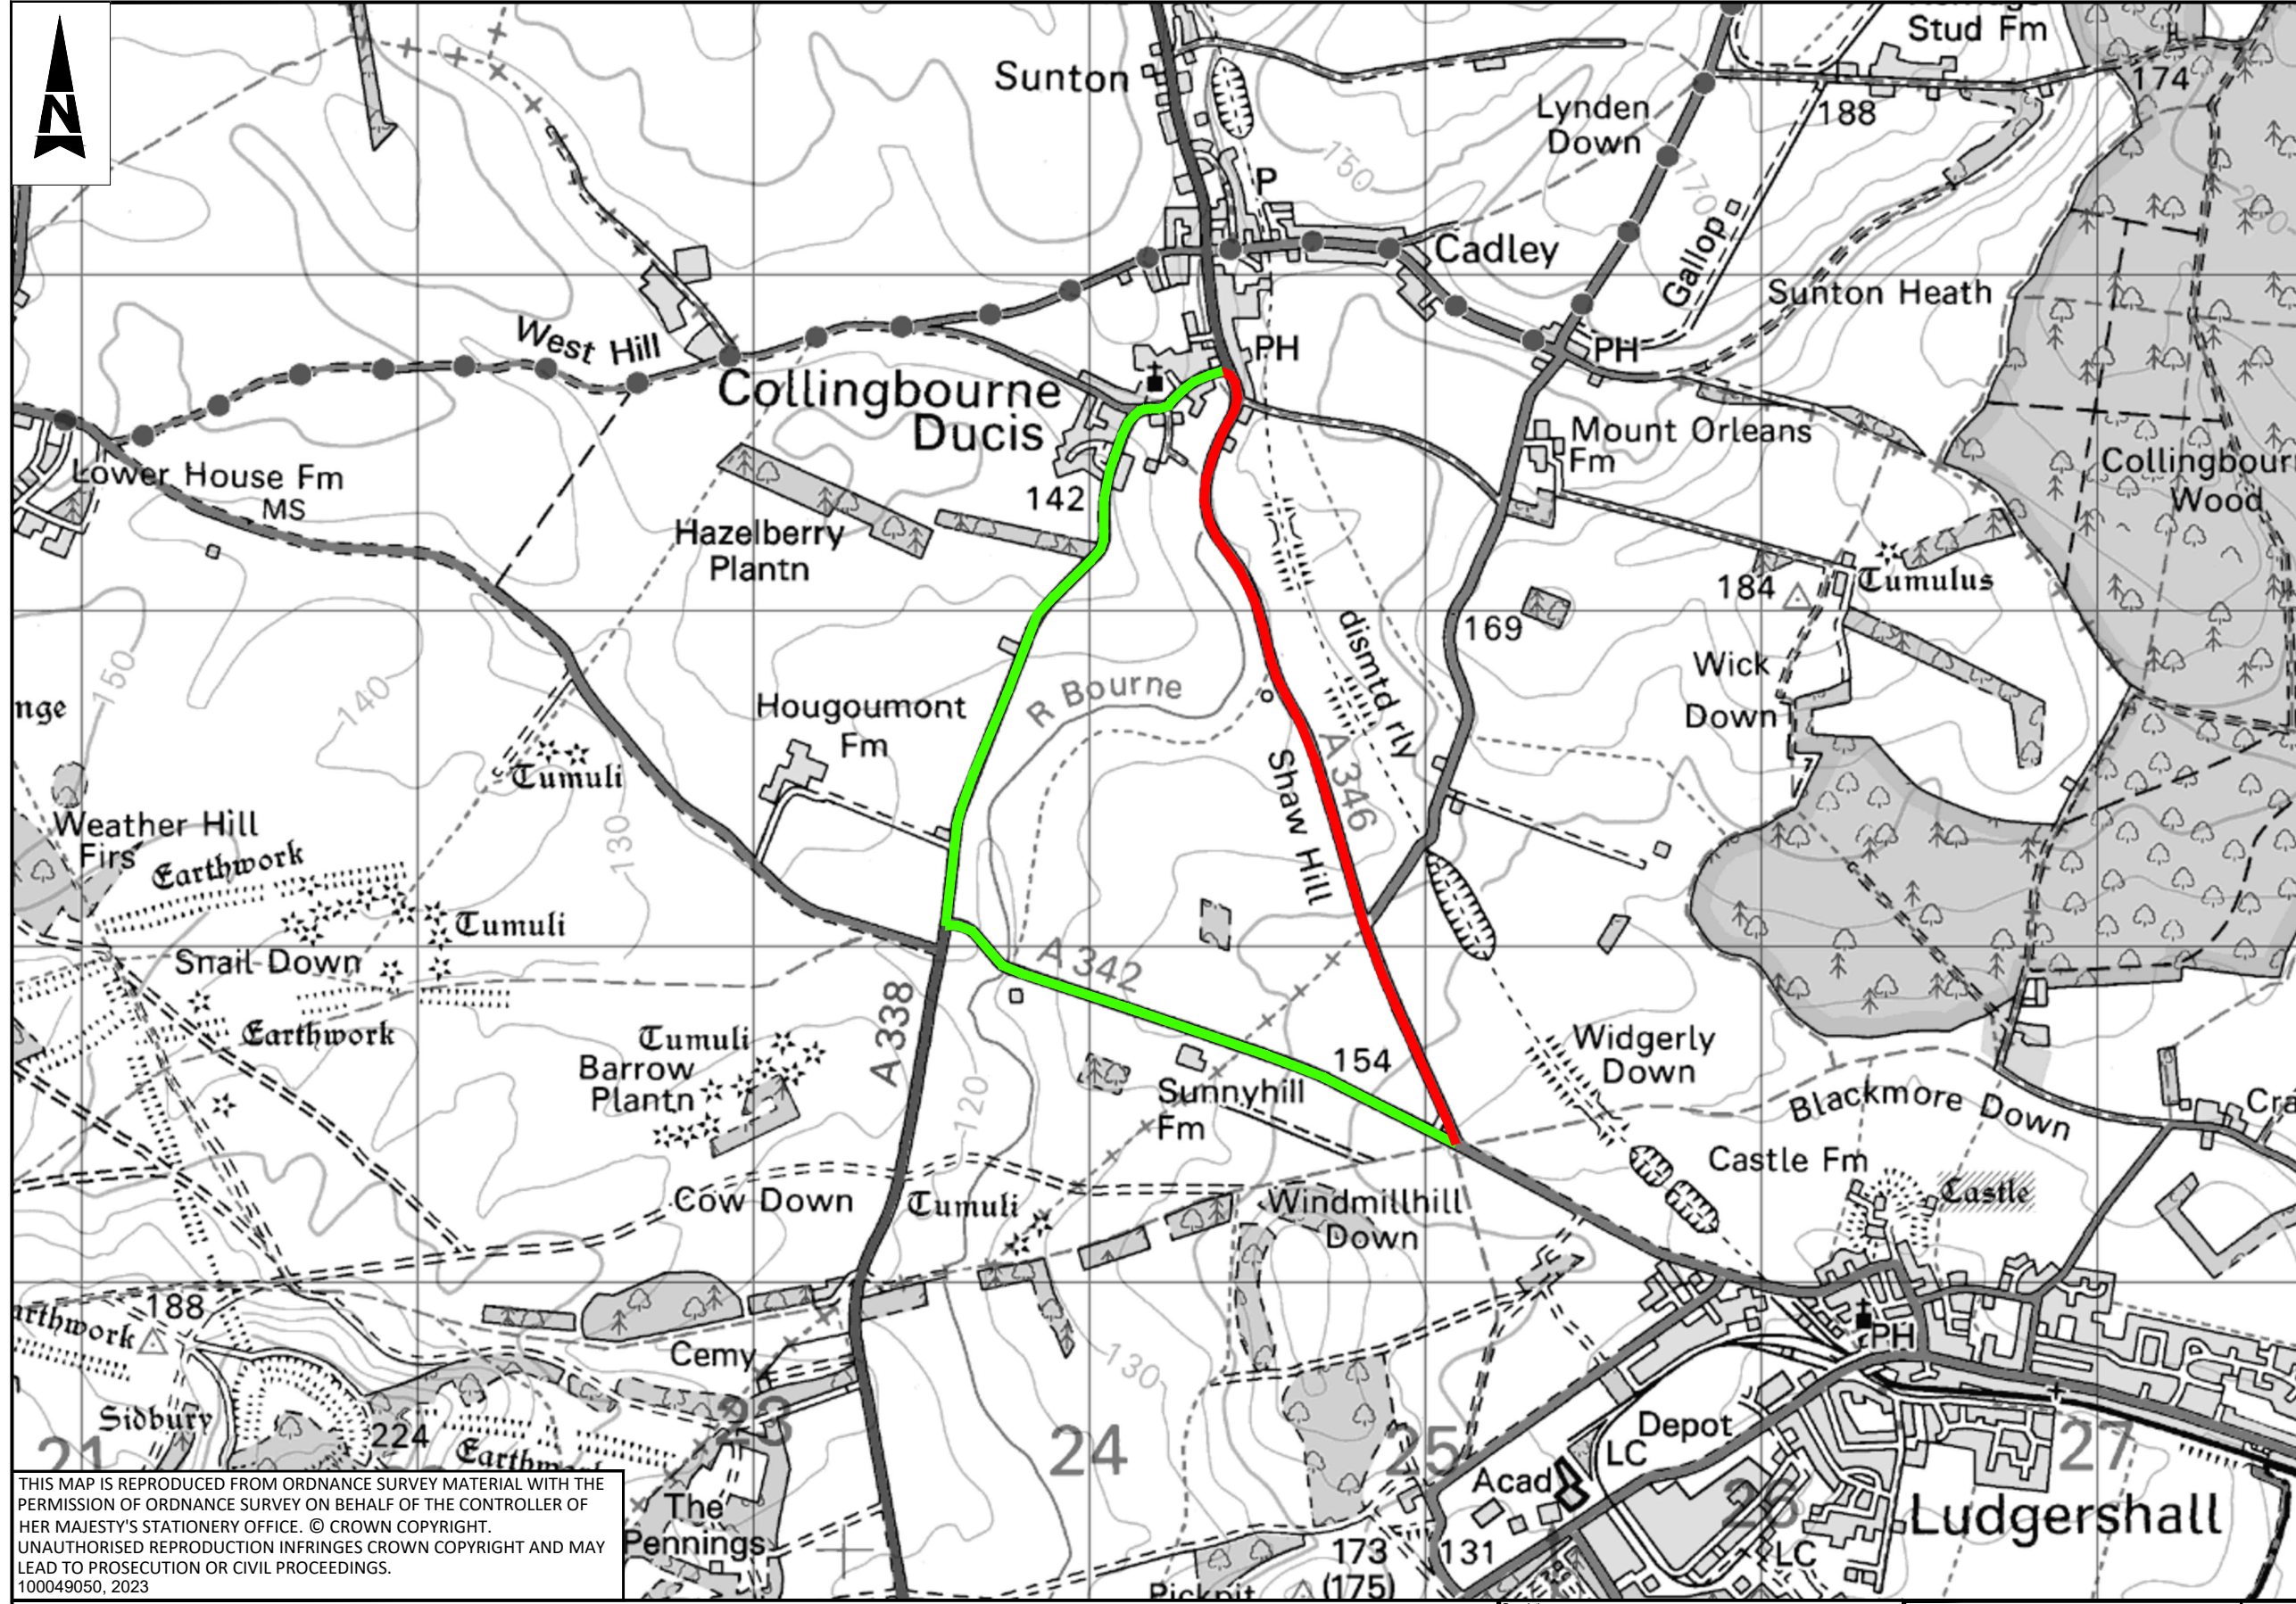 N
Sunton
Stud Fm
174
188
Lynden
Down
150
170
P
Cadley
Gallop
Sunton Heath
West Hill
PH
PH
Collingbourne
Ducis
Mount Orleans
Fm
Lower House Fm
MS
142
Collingbour
Wood
Hazelberry
Plantn
184
Tumulus
169
dismtd rly
Wick
Down
150
140
nge
R Bourne
Hougoumont
Fm
A 346
Shaw Hill
Tumuli
130
Weather Hill
Firs
Earthwork
Tumuli
Snail Down
A 342
A 338
Earthwork
Tumuli
Barrow
Plantn
154
Widgerly
Down
120
Sunnyhill
Fm
Blackmore Down
Cra
Castle Fm
Castle
Cow Down
Tumuli
Windmillhill
Down
188
arthwork
PH
Cemy
130
Sidbury
224
Earthwo
21
23
24
25
27
Depot
LC
Acad
26
Ludgershall
The
Pennings
173
(175)
131
LC
Pickpit
THIS MAP IS REPRODUCED FROM ORDNANCE SURVEY MATERIAL WITH THE
PERMISSION OF ORDNANCE SURVEY ON BEHALF OF THE CONTROLLER OF
HER MAJESTY'S STATIONERY OFFICE. © CROWN COPYRIGHT.
UNAUTHORISED REPRODUCTION INFRINGES CROWN COPYRIGHT AND MAY
LEAD TO PROSECUTION OR CIVIL PROCEEDINGS.
100049050, 2023